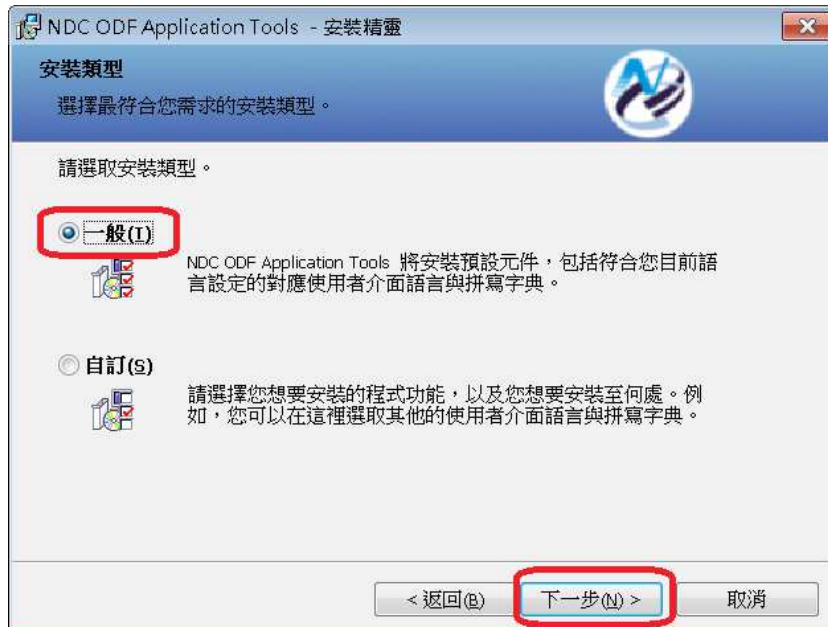 NDC ODF Application Tools - 安裝精靈
安裝類型
選擇最符合您需求的安裝類型。
請選取安裝類型。
一般(I)
NDC ODF Application Tools 將安裝預設元件，包括符合您目前語
言設定的對應使用者介面語言與拼寫字典。
自訂(S)
請選擇您想要安裝的程式功能，以及您想要安裝至何處。例
如，您可以在這裡選取其他的使用者介面語言與拼寫字典。
< 返回(B)
下一步(N) >
取消